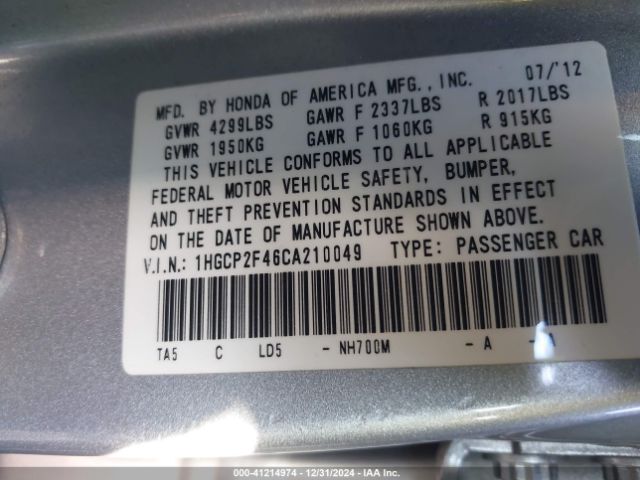 MFD. BY HONDA OF AMERICA MFG., INC. 07/'12
GVWR 4299LBS GAWR F 2337LBS R 2017LBS
GVWR 1950KG GAWR F 1060KG R 915KG
THIS VEHICLE CONFORMS TO ALL APPLICABLE
FEDERAL MOTOR VEHICLE SAFETY, BUMPER,
AND THEFT PREVENTION STANDARDS IN EFFECT
ON THE DATE OF MANUFACTURE SHOWN ABOVE.
V.I.N.: 1HGCP2F46CA210049 TYPE: PASSENGER CAR
TA5 C LD5 - NH700M - A -
000-41214974 - 12/31/2024 - IAA Inc.